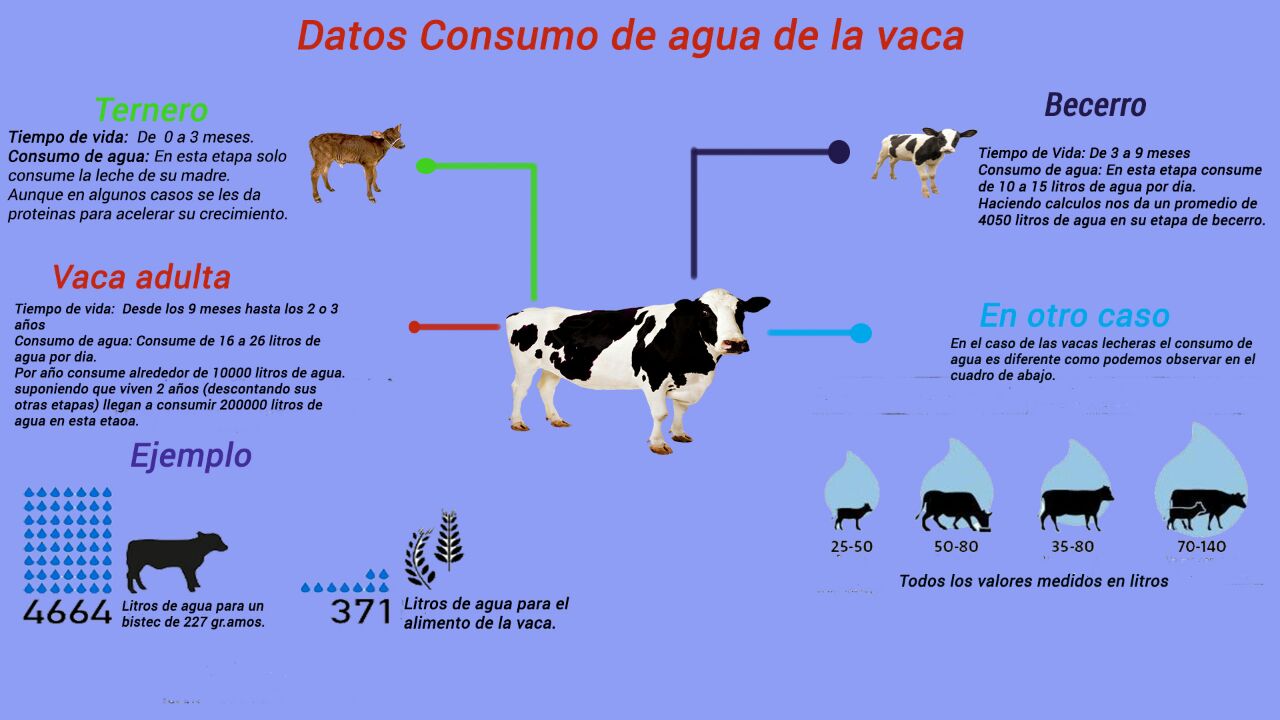 Datos Consumo de agua de la vaca
Ternero
Tiempo de vida: De 0 a 3 meses.
Consumo de agua: En esta etapa solo
consume la leche de su madre.
Aunque en algunos casos se les da
proteinas para acelerar su crecimiento.
Becerro
Tiempo de Vida: De 3 a 9 meses
Consumo de agua: En esta etapa consume
de 10 a 15 litros de agua por dia.
Haciendo calculos nos da un promedio de
4050 litros de agua en su etapa de becerro.
Vaca adulta
Tiempo de vida: Desde los 9 meses hasta los 2 o 3
años
Consumo de agua: Consume de 16 a 26 litros de
agua por dia.
Por año consume alrededor de 10000 litros de agua.
suponiendo que viven 2 años (descontando sus
otras etapas) llegan a consumir 200000 litros de
agua en esta etaoa.
En otro caso
En el caso de las vacas lecheras el consumo de
agua es diferente como podemos observar en el
cuadro de abajo.
Ejemplo
4664
Litros de agua para un
bistec de 227 gr.amos.
371
Litros de agua para el
alimento de la vaca.
25-50
50-80
35-80
70-140
Todos los valores medidos en litros